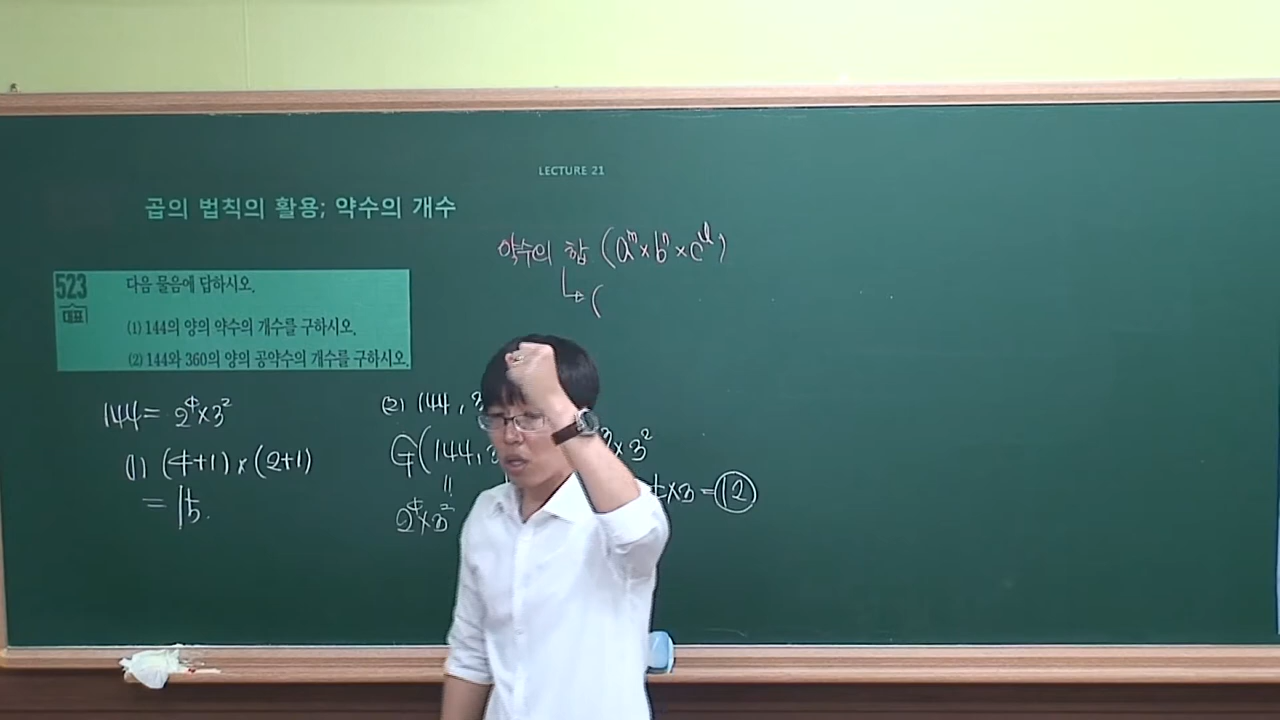 LECTURE 21
곱의 법칙의 활용; 약수의 개수
약수의 합 (aᵐ×bⁿ×cˡ)
↳ (
523
대표
다음 물음에 답하시오.
(1) 144의 양의 약수의 개수를 구하시오.
(2) 144와 360의 양의 공약수의 개수를 구하시오.
144= 2⁴×3²
(1) (4+1)×(2+1)
= 15.
(2) 144, 3
G(144, 3
³×3²
‖
2⁴×3²
4×3=12